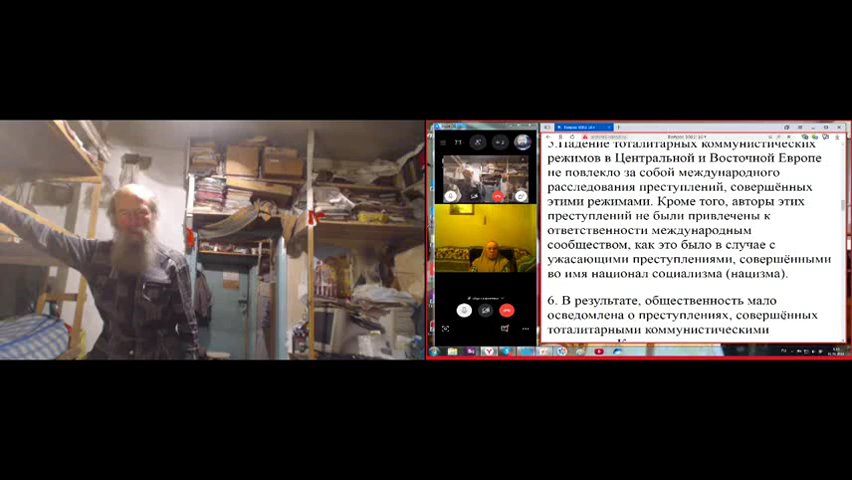 5.Падение тоталитарных коммунистических
режимов в Центральной и Восточной Европе
не повлекло за собой международного
расследования преступлений, совершённых
этими режимами. Кроме того, авторы этих
преступлений не были привлечены к
ответственности международным
сообществом, как это было в случае с
ужасающими преступлениями, совершёнными
во имя национал социализма (нацизма).
6. В результате, общественность мало
осведомлена о преступлениях, совершённых
тоталитарными коммунистическими